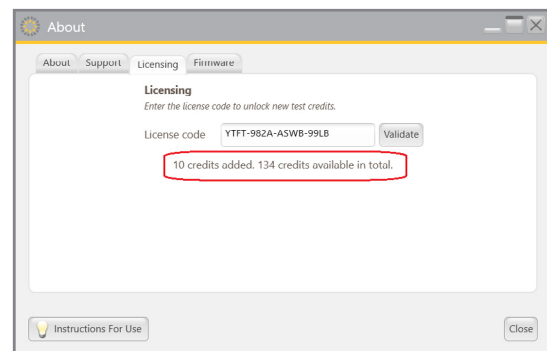 About
About Support Licensing Firmware
Licensing
Enter the license code to unlock new test credits.
License code YTFT-982A-ASWB-99LB Validate
10 credits added. 134 credits available in total.
Instructions For Use Close